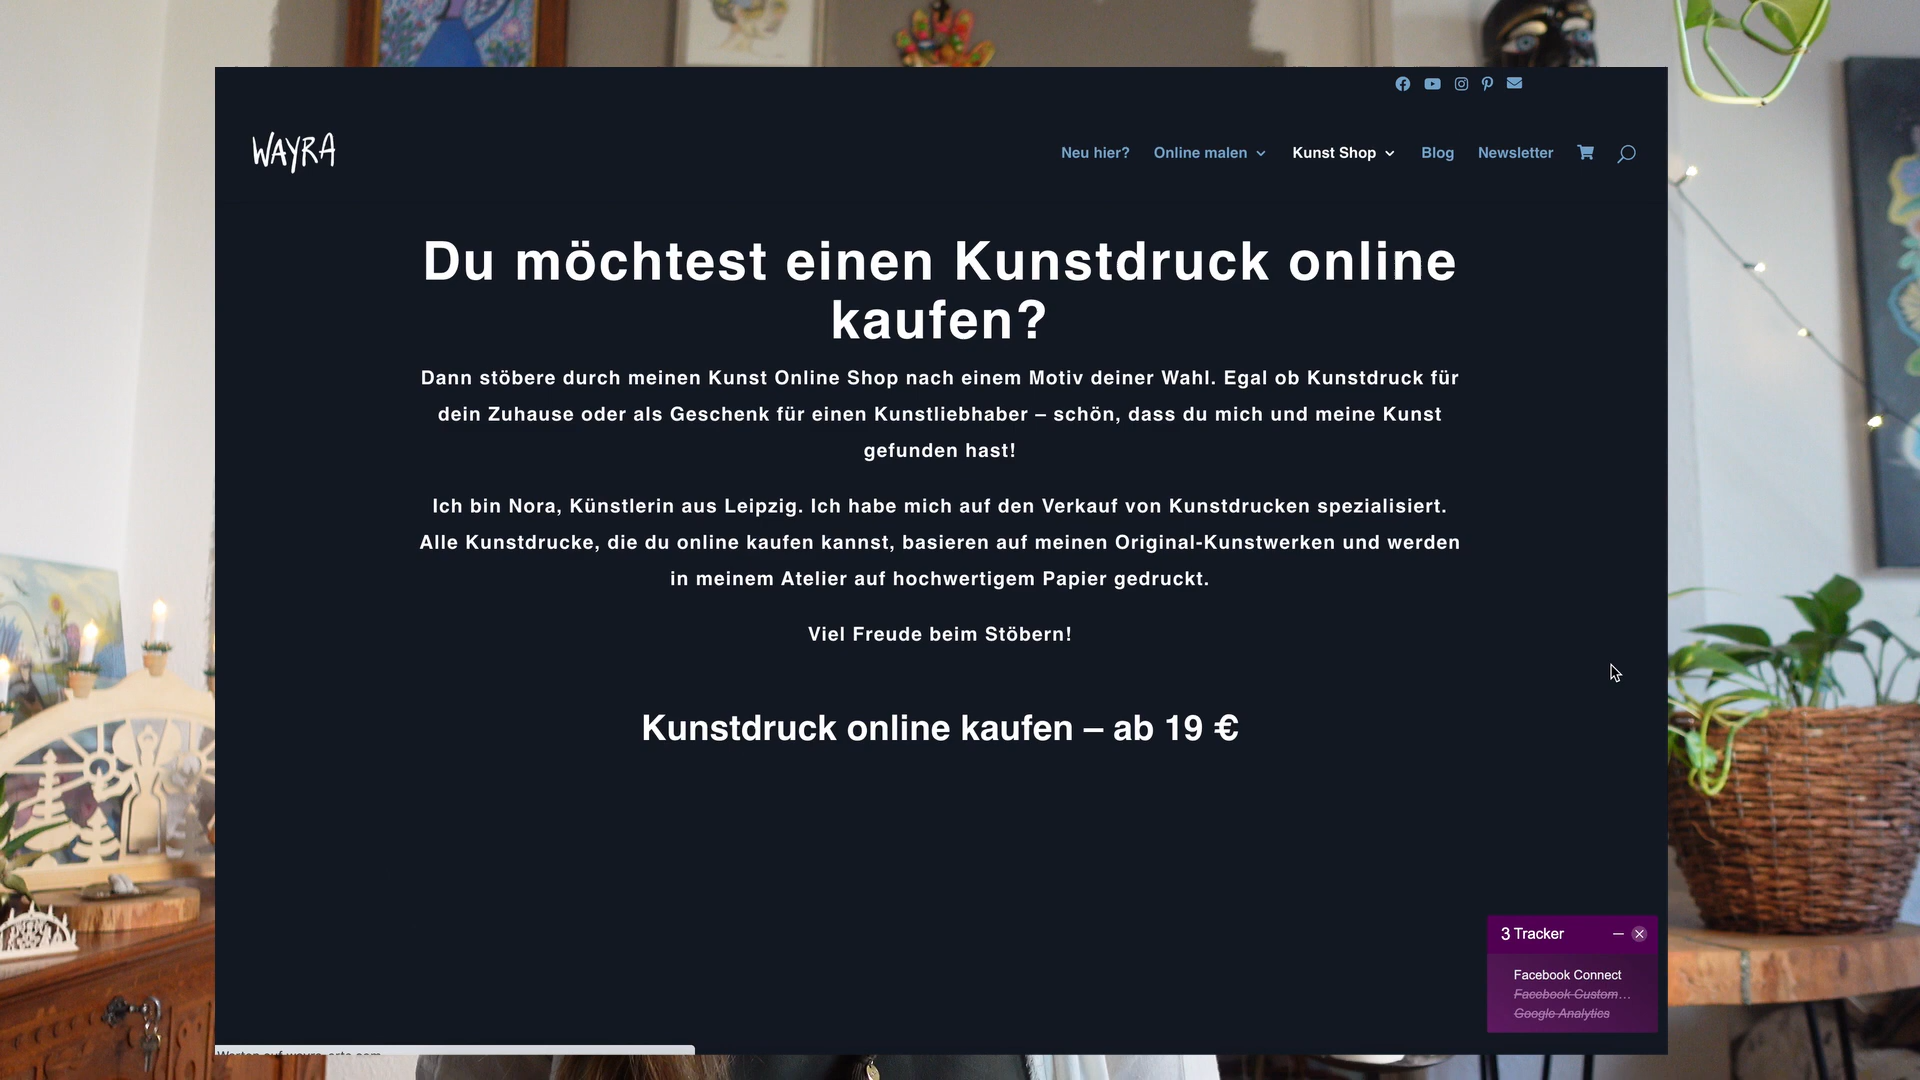 WAYRA
Neu hier? Online malen Kunst Shop Blog Newsletter
Du möchtest einen Kunstdruck online
kaufen?
Dann stöbere durch meinen Kunst Online Shop nach einem Motiv deiner Wahl. Egal ob Kunstdruck für
dein Zuhause oder als Geschenk für einen Kunstliebhaber – schön, dass du mich und meine Kunst
gefunden hast!
Ich bin Nora, Künstlerin aus Leipzig. Ich habe mich auf den Verkauf von Kunstdrucken spezialisiert.
Alle Kunstdrucke, die du online kaufen kannst, basieren auf meinen Original-Kunstwerken und werden
in meinem Atelier auf hochwertigem Papier gedruckt.
Viel Freude beim Stöbern!
Kunstdruck online kaufen – ab 19 €
3 Tracker
Facebook Connect
Facebook Custom...
Google Analytics